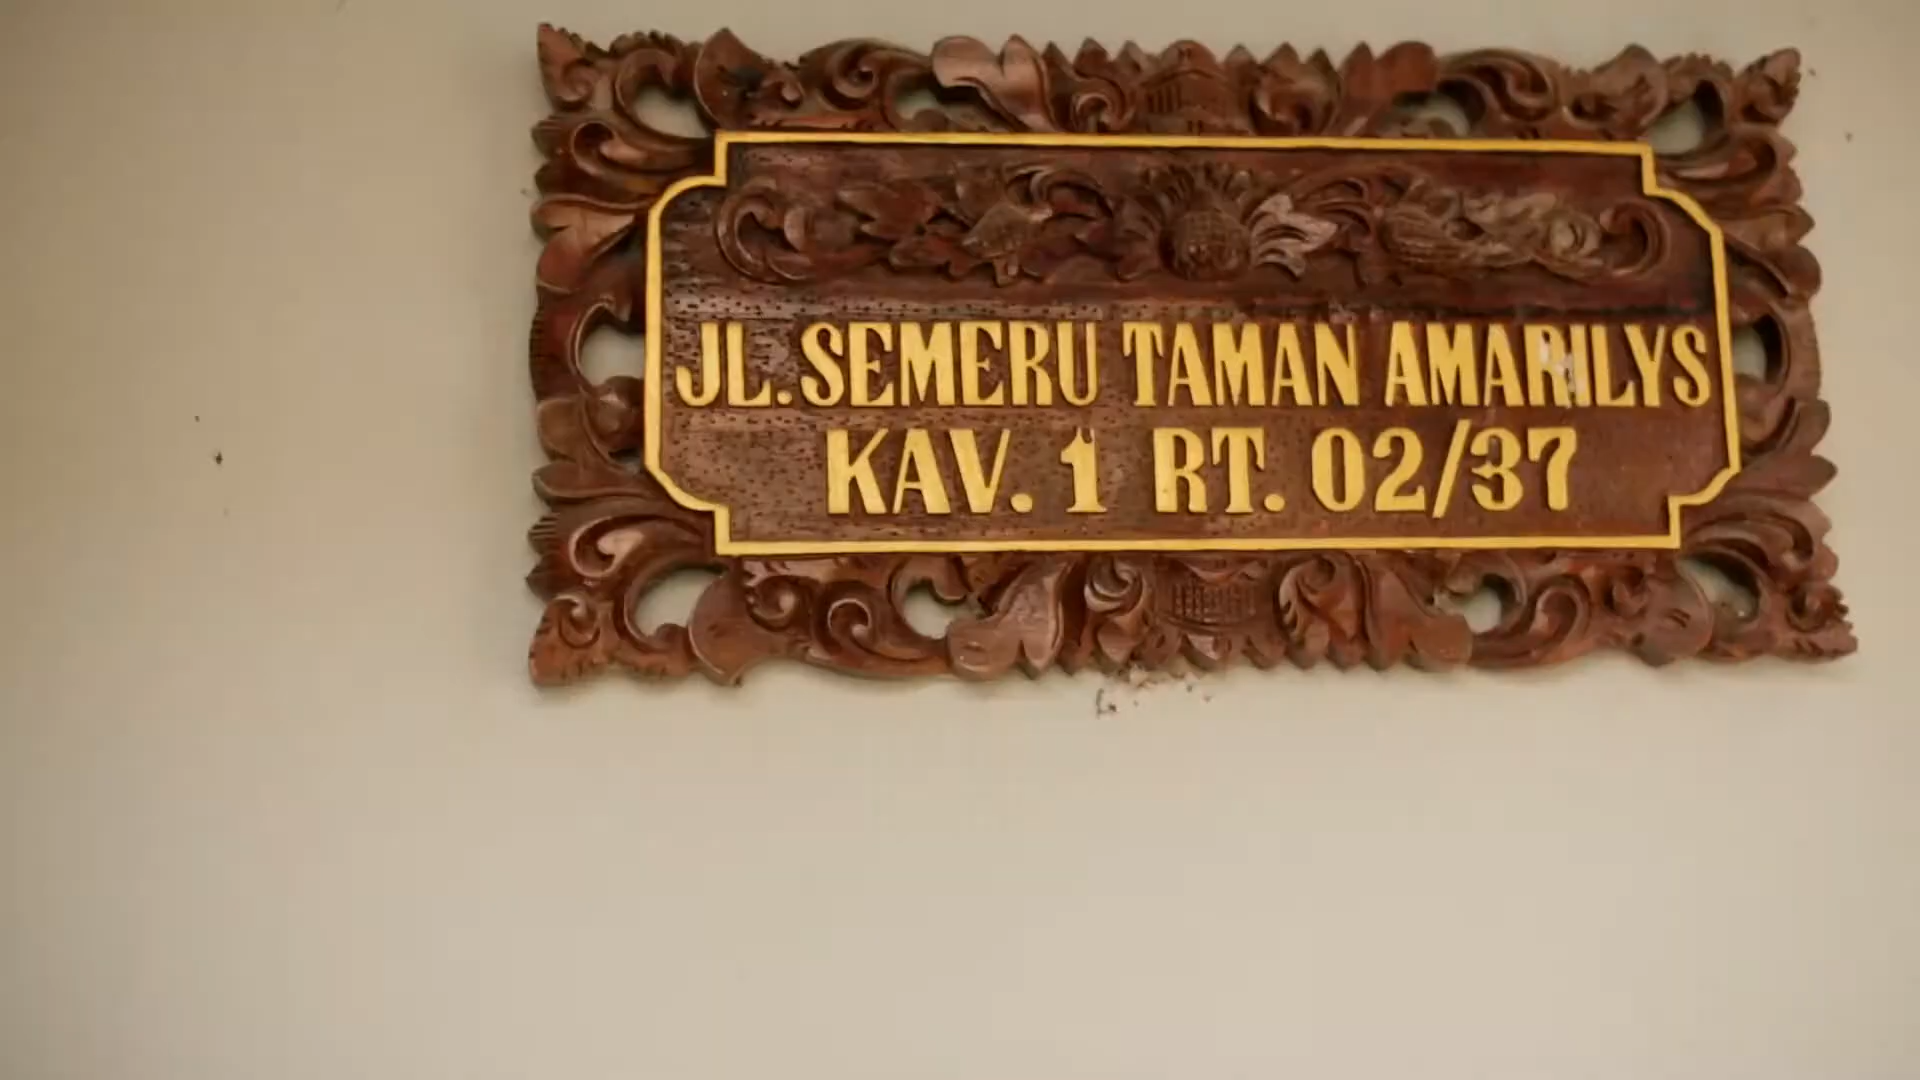 JL. SEMERU TAMAN AMARILYS
KAV. 1 RT. 02/37